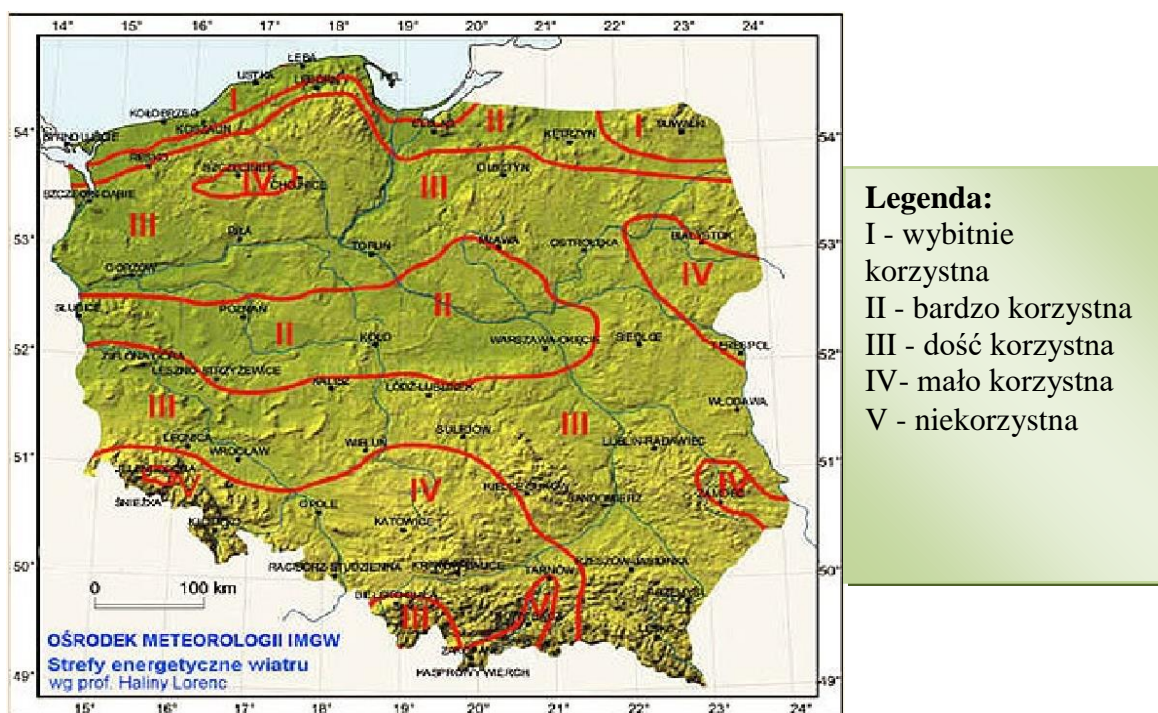 14° 15° 16° 17° 18° 19° 20° 21° 22° 23° 24°
ŁEBA
USTKA
LĘBORK
HEL
KOŁOBRZEG
KOSZALIN
I
II
I
SUWAŁKI
54°
54°
ELBLĄG
KĘTRZYN
RESKO
SZCZECINEK
OLSZTYN
IV
CHOJNICE
III
SZCZECIN-DĄBIE
III
PIŁA
BIAŁYSTOK
53°
TORUŃ
MŁAWA
OSTROŁĘKA
53°
GORZÓW
IV
SŁUBICE
POZNAŃ
II
II
KOŁO
WARSZAWA-OKĘCIE
SIEDLCE
TERESPOL
52°
52°
ZIELONA GÓRA
LESZNO-STRZYŻEWICE
KALISZ
ŁÓDŹ-LUBLINEK
WŁODAWA
III
SULEJÓW
III
LEGNICA
WIELUŃ
LUBLIN-RADAWIEC
51°
WROCŁAW
51°
JELENIA GÓRA
V
IV
KIELCE-SUKÓW
IV
ZAMOŚĆ
ŚNIEŻKA
OPOLE
SANDOMIERZ
KŁODZKO
KATOWICE
RZESZÓW-JASIONKA
50°
RACIBÓRZ-STUDZIENNA
TARNÓW
50°
0 100 km
III
V
OŚRODEK METEOROLOGII IMGW
Strefy energetyczne wiatru
wg prof. Haliny Lorenc
KASPROWY WIERCH
49°
49°
15° 16° 17° 18° 19° 20° 21° 22° 23° 24°
Legenda:
I - wybitnie
korzystna
II - bardzo korzystna
III - dość korzystna
IV- mało korzystna
V - niekorzystna